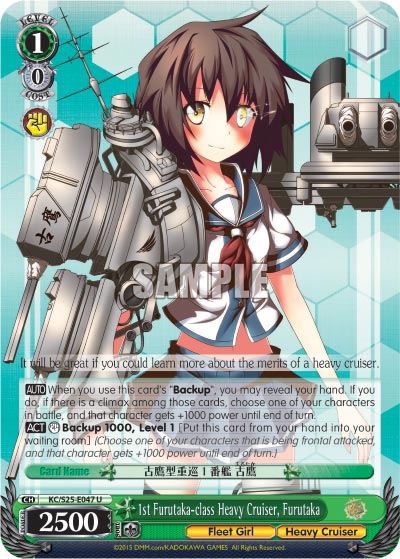 LEVEL
1
0
COST
古鷹
SAMPLE
It will be great if you could learn more about the merits of a heavy cruiser.
AUTO When you use this card's "Backup", you may reveal your hand. If you
do, if there is a climax among those cards, choose one of your characters
in battle, and that character gets +1000 power until end of turn.
ACT Backup 1000, Level 1 [Put this card from your hand into your
waiting room] (Choose one of your characters that is being frontal attacked,
and that character gets +1000 power until end of turn.)
Card Name
古鷹型重巡1番艦 古鷹
CH KC/S25-E047 U
1st Furutaka-class Heavy Cruiser, Furutaka
POWER
2500
SOUL
Fleet Girl
Heavy Cruiser
©2013 DMM.com/KADOKAWA GAMES All Rights Reserved.